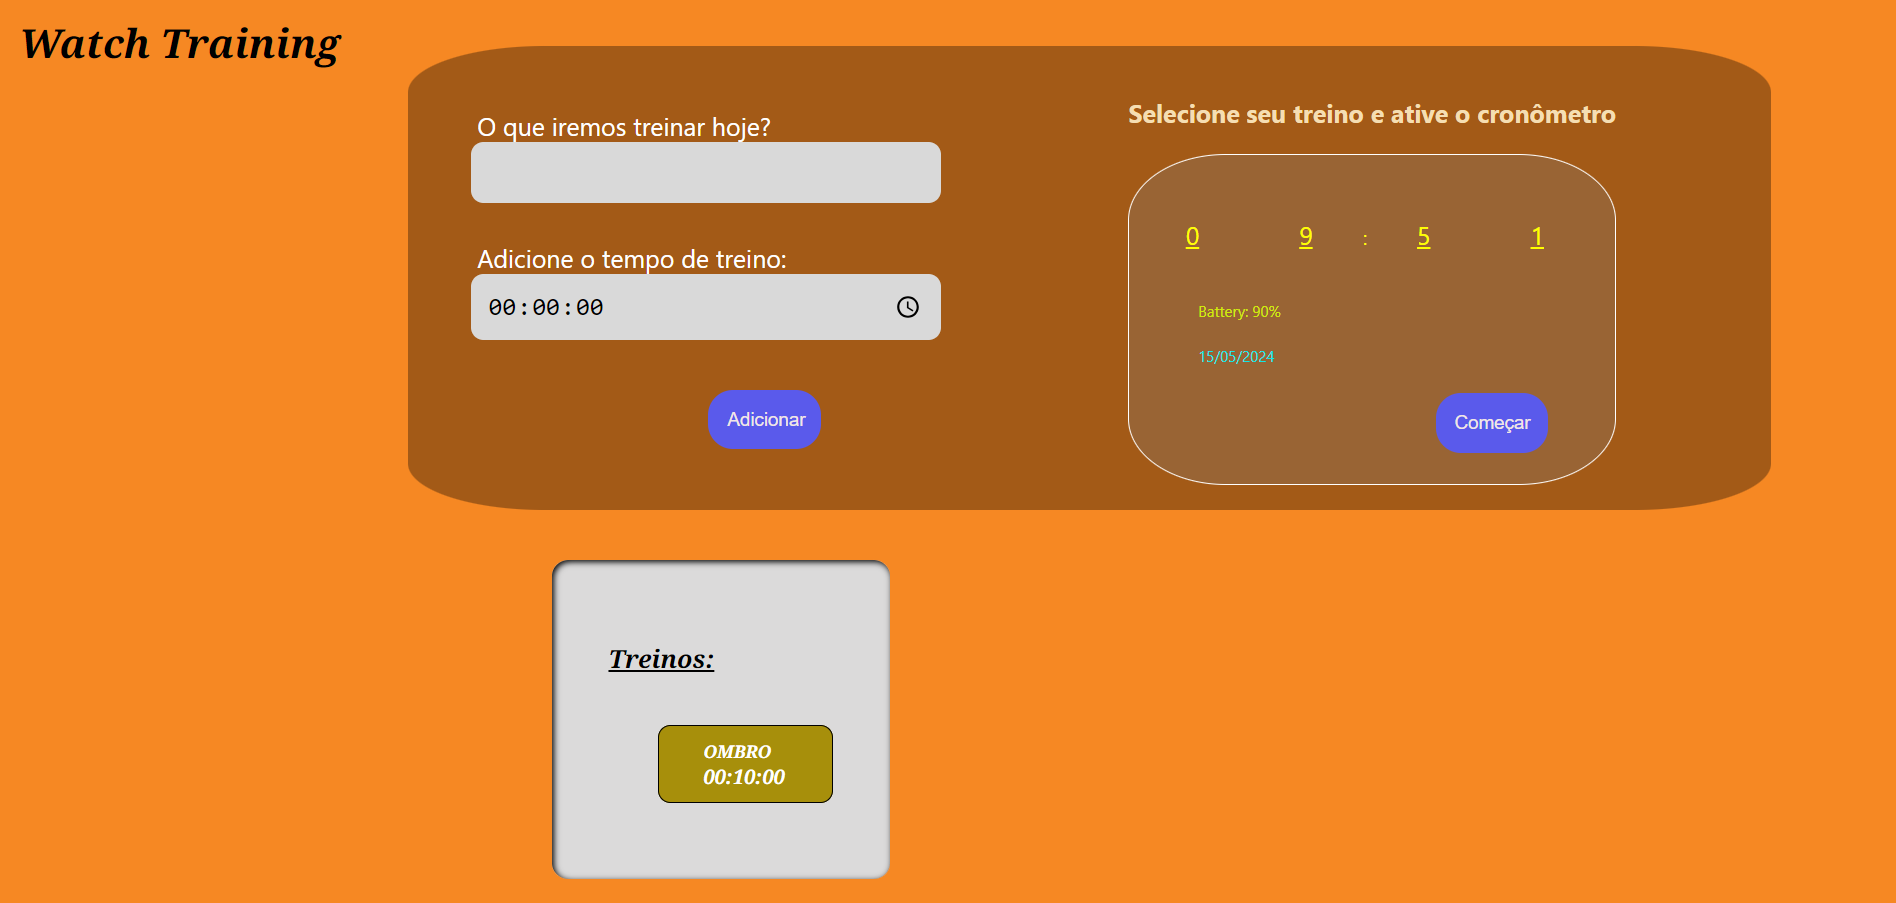 Watch Training
O que iremos treinar hoje?
Adicione o tempo de treino:
00:00:00
Adicionar
Selecione seu treino e ative o cronômetro
0 9 : 5 1
Battery: 90%
15/05/2024
Começar
Treinos:
OMBRO
00:10:00